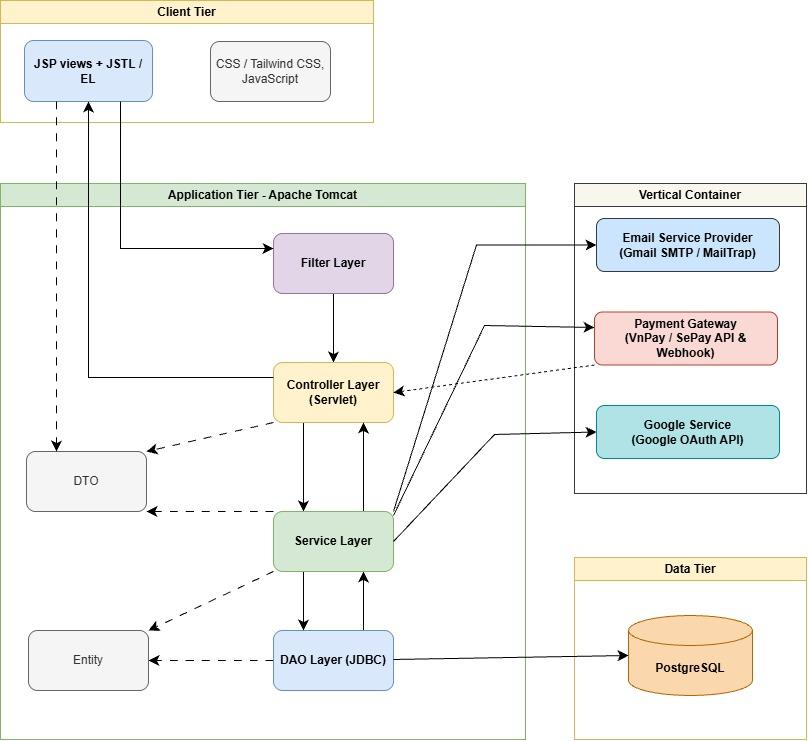 Client Tier
JSP views + JSTL /
EL
CSS / Tailwind CSS,
JavaScript
Application Tier - Apache Tomcat
Vertical Container
Filter Layer
Email Service Provider
(Gmail SMTP / MailTrap)
Payment Gateway
(VnPay / SePay API &
Webhook)
Controller Layer
(Servlet)
Google Service
(Google OAuth API)
DTO
Service Layer
Data Tier
Entity
DAO Layer (JDBC)
PostgreSQL